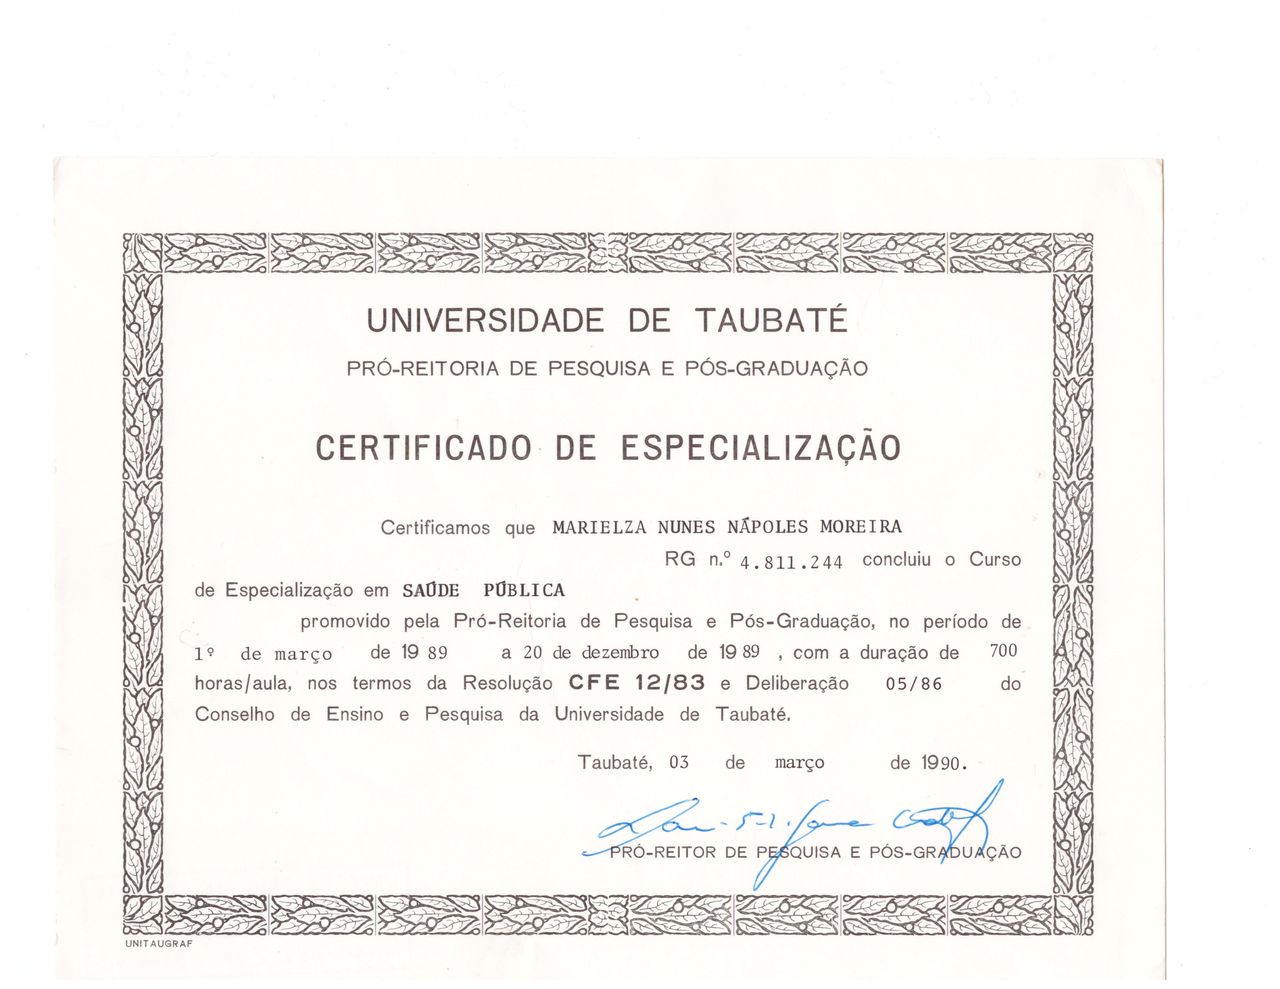 UNIVERSIDADE DE TAUBATÉ
PRÓ-REITORIA DE PESQUISA E PÓS-GRADUAÇÃO
CERTIFICADO DE ESPECIALIZAÇÃO
Certificamos que MARIELZA NUNES NÁPOLES MOREIRA
RG n.º 4.811.244 concluiu o Curso
de Especialização em SAÚDE PÚBLICA
promovido pela Pró-Reitoria de Pesquisa e Pós-Graduação, no período de
1º de março de 1989 a 20 de dezembro de 1989 , com a duração de 700
horas/aula, nos termos da Resolução CFE 12/83 e Deliberação 05/86 do
Conselho de Ensino e Pesquisa da Universidade de Taubaté.
Taubaté, 03 de março de 1990.
PRÓ-REITOR DE PESQUISA E PÓS-GRADUAÇÃO
UNITAUGRAF